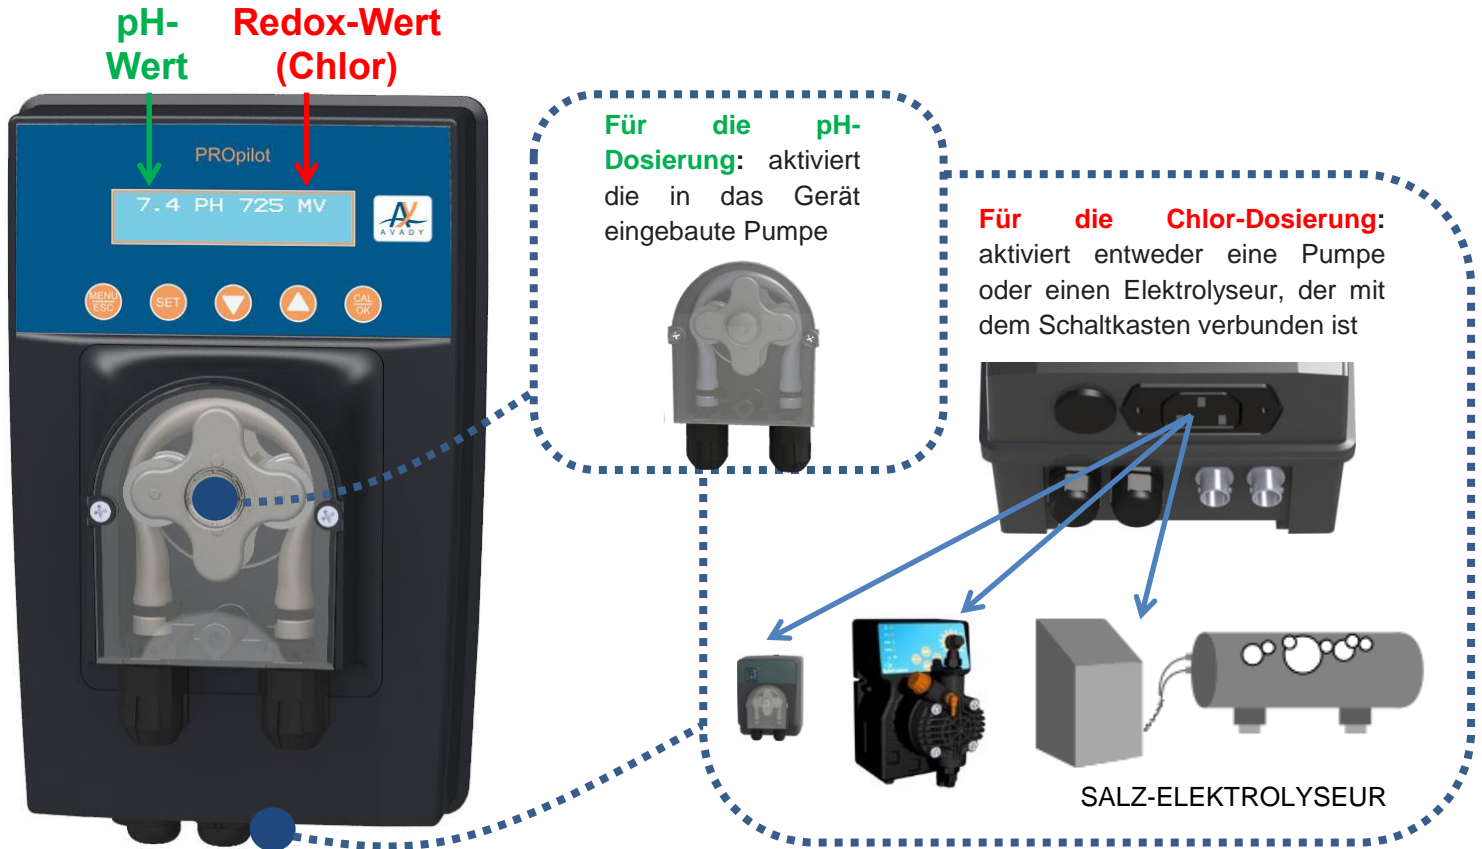 pH-
Wert
Redox-Wert
(Chlor)
PROpilot
7.4 PH 725 MV
AVADY
MENU
ESC
SET
CAL
OK
Für die pH-
Dosierung: aktiviert
die in das Gerät
eingebaute Pumpe
Für die Chlor-Dosierung:
aktiviert entweder eine Pumpe
oder einen Elektrolyseur, der mit
dem Schaltkasten verbunden ist
SALZ-ELEKTROLYSEUR